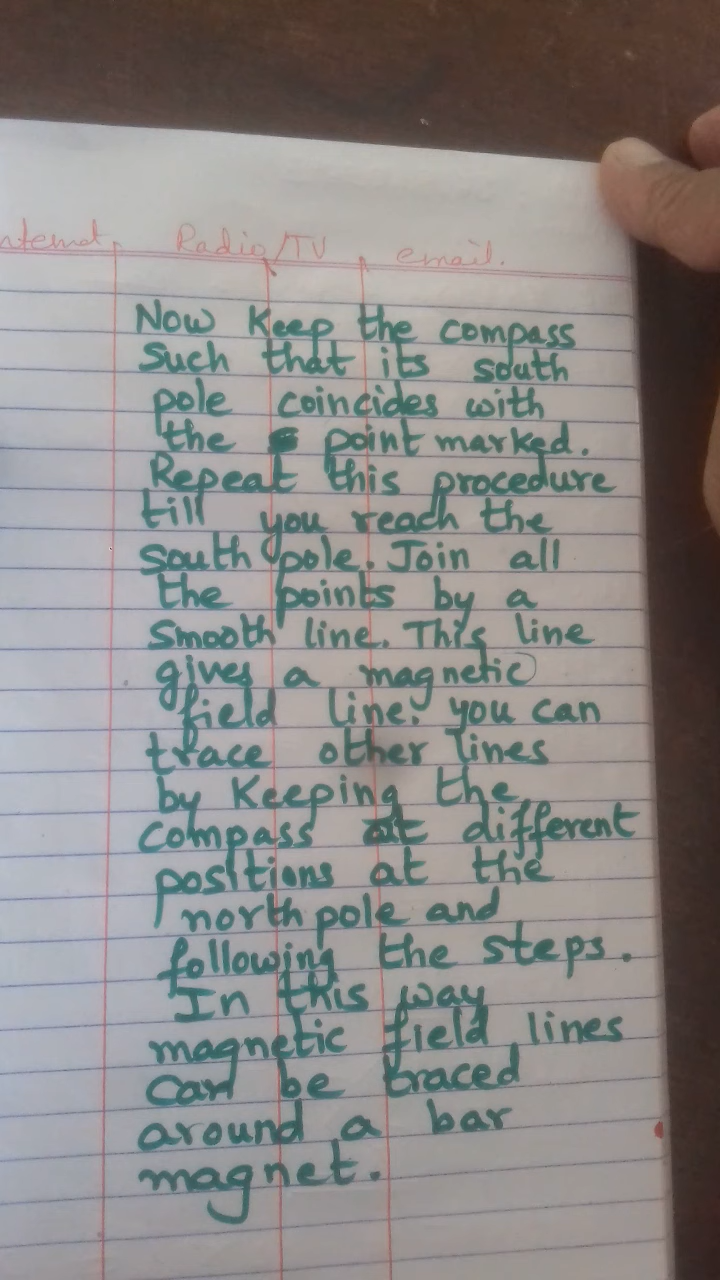 Radio/TV email.
Now Keep the compass
Such that its south
pole coincides with
the point marked.
Repeat this procedure
till you reach the
south pole. Join all
the points by a
Smooth line. This line
gives a magnetic
field line. you can
trace other lines
by Keeping the
compass at different
positions at the
north pole and
following the steps.
In this way
magnetic field lines
can be traced
around a bar
magnet.